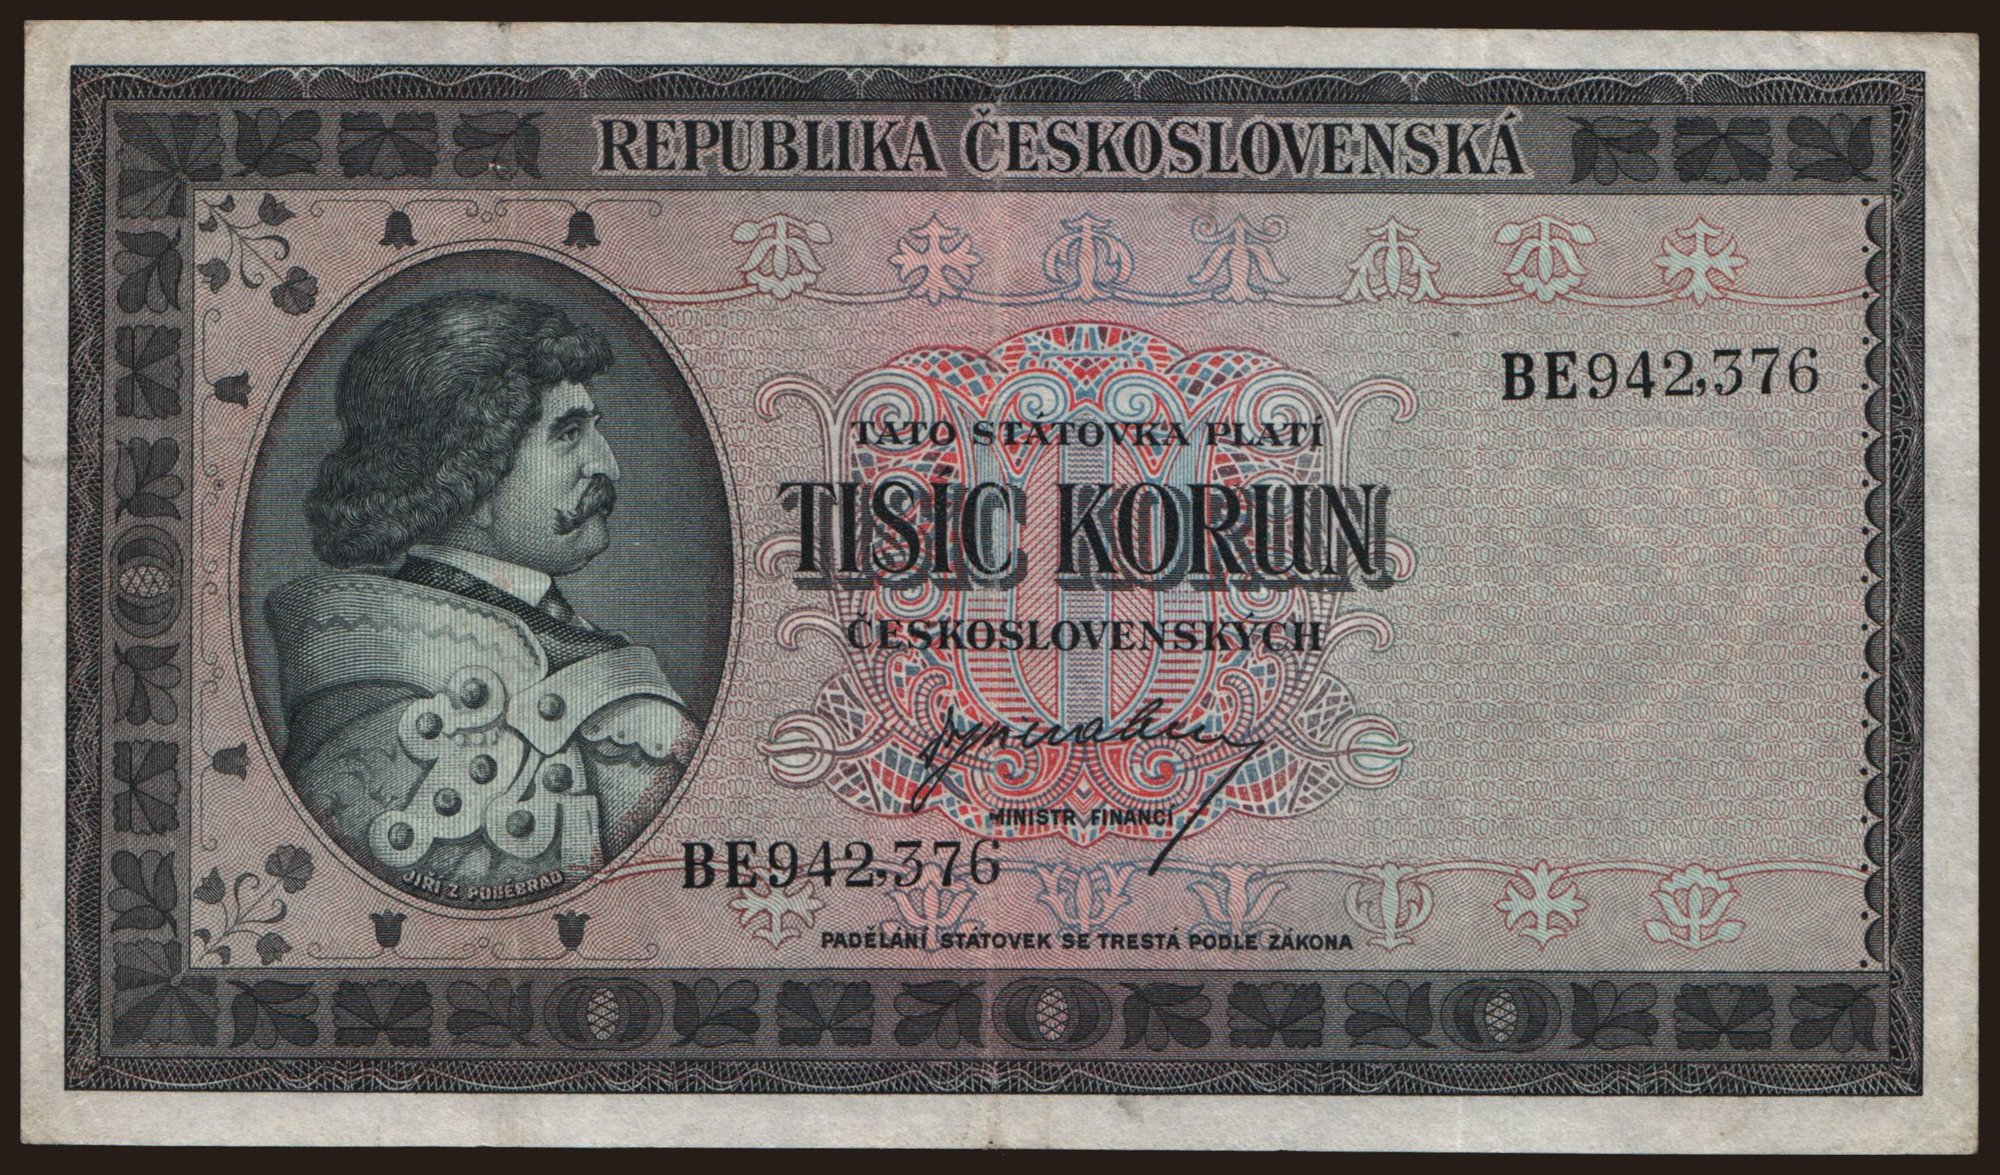 REPUBLIKA ČESKOSLOVENSKÁ
BE942,376
TATO STÁTOVKA PLATÍ
TISÍC KORUN
ČESKOSLOVENSKÝCH
MINISTR FINANCÍ
BE942,376
JIŘÍ Z PODĚBRAD
PADĚLÁNÍ STÁTOVEK SE TRESTÁ PODLE ZÁKONA